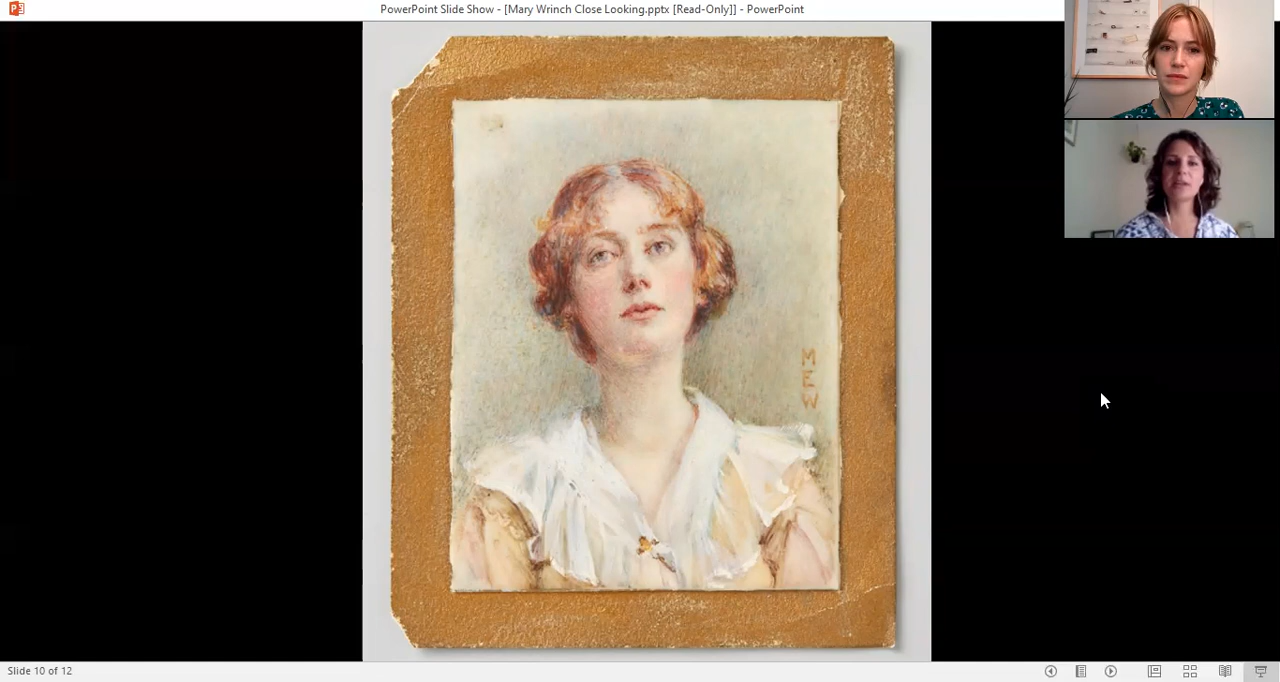 PowerPoint Slide Show - [Mary Wrinch Close Looking.pptx [Read-Only]] - PowerPoint
M
E
W
Slide 10 of 12